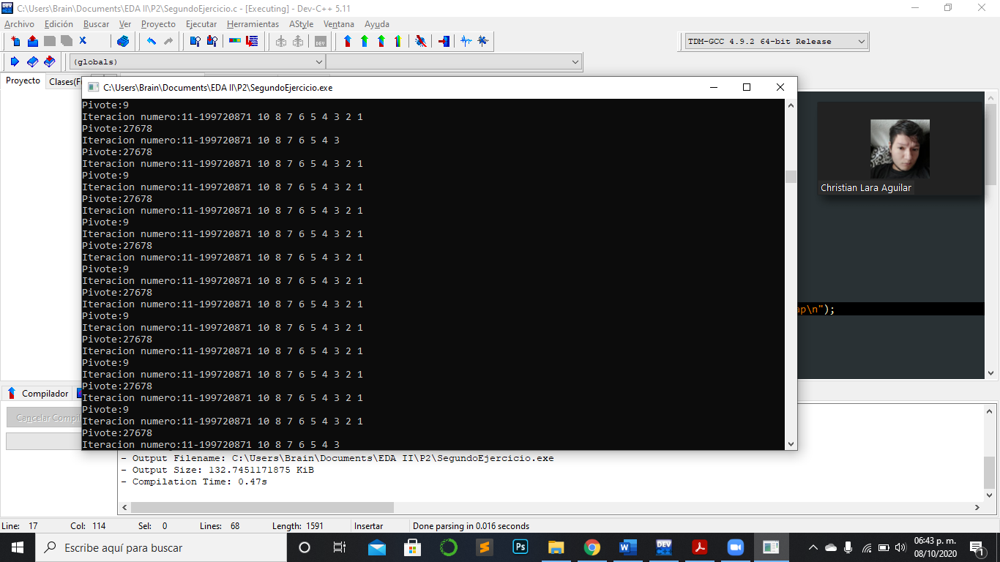 C:\Users\Brain\Documents\EDA II\P2\SegundoEjercicio.c - [Executing] - Dev-C++ 5.11
Archivo Edición Buscar Ver Proyecto Ejecutar Herramientas AStyle Ventana Ayuda
TDM-GCC 4.9.2 64-bit Release
(globals)
Proyecto Clases(F
C:\Users\Brain\Documents\EDA II\P2\SegundoEjercicio.exe
Pivote:9
Iteracion numero:11-199720871 10 8 7 6 5 4 3 2 1
Pivote:27678
Iteracion numero:11-199720871 10 8 7 6 5 4 3
Pivote:27678
Iteracion numero:11-199720871 10 8 7 6 5 4 3 2 1
Pivote:9
Iteracion numero:11-199720871 10 8 7 6 5 4 3 2 1
Pivote:27678
Iteracion numero:11-199720871 10 8 7 6 5 4 3 2 1
Pivote:9
Iteracion numero:11-199720871 10 8 7 6 5 4 3 2 1
Pivote:27678
Iteracion numero:11-199720871 10 8 7 6 5 4 3 2 1
Pivote:9
Iteracion numero:11-199720871 10 8 7 6 5 4 3 2 1
Pivote:27678
Iteracion numero:11-199720871 10 8 7 6 5 4 3 2 1
Pivote:9
Iteracion numero:11-199720871 10 8 7 6 5 4 3 2 1
Pivote:27678
Iteracion numero:11-199720871 10 8 7 6 5 4 3 2 1
Pivote:9
Iteracion numero:11-199720871 10 8 7 6 5 4 3 2 1
Pivote:27678
Iteracion numero:11-199720871 10 8 7 6 5 4 3 2 1
Pivote:9
Iteracion numero:11-199720871 10 8 7 6 5 4 3 2 1
Pivote:27678
Iteracion numero:11-199720871 10 8 7 6 5 4 3
Christian Lara Aguilar
ap\n");
Compilador
Cancelar Compil
- Output Filename: C:\Users\Brain\Documents\EDA II\P2\SegundoEjercicio.exe
- Output Size: 132.7451171875 KiB
- Compilation Time: 0.47s
Line: 17 Col: 114 Sel: 0 Lines: 68 Length: 1591 Insertar Done parsing in 0.016 seconds
Escribe aquí para buscar
Ps
DEV
W
06:43 p. m.
08/10/2020
1